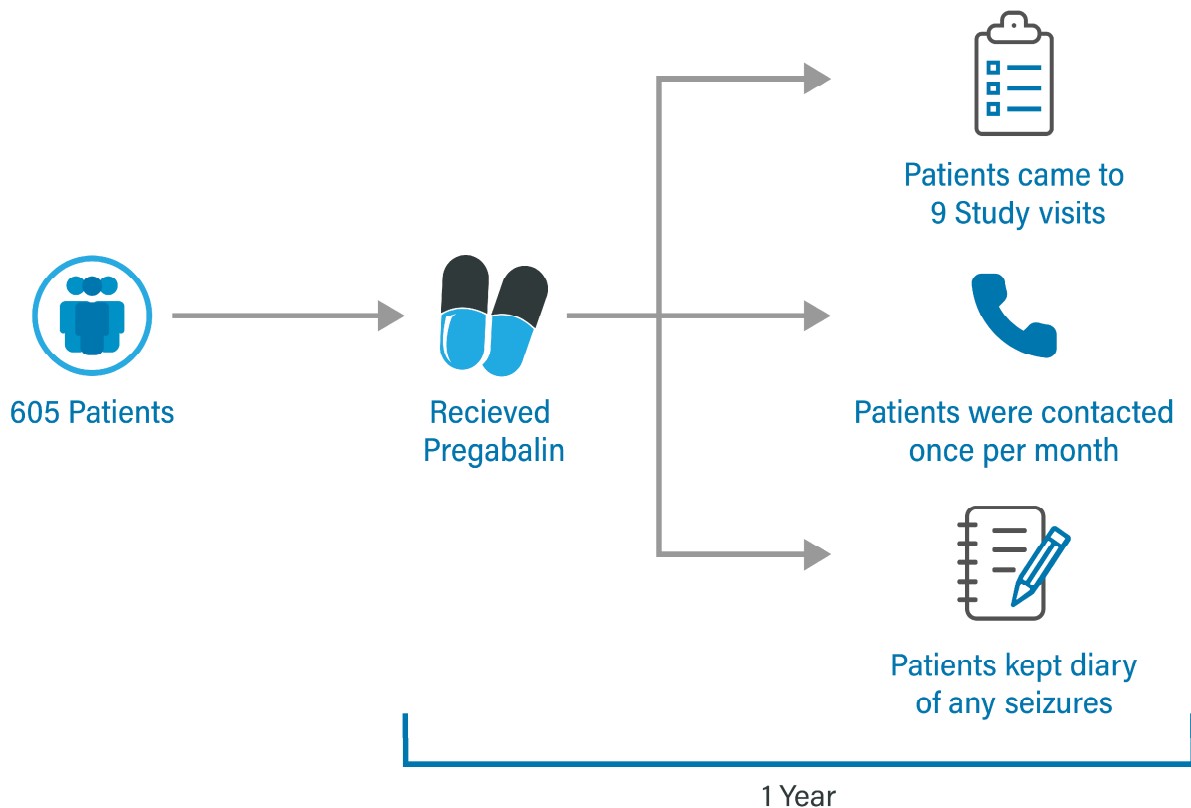 605 Patients
Recieved
Pregabalin
Patients came to
9 Study visits
Patients were contacted
once per month
Patients kept diary
of any seizures
1 Year